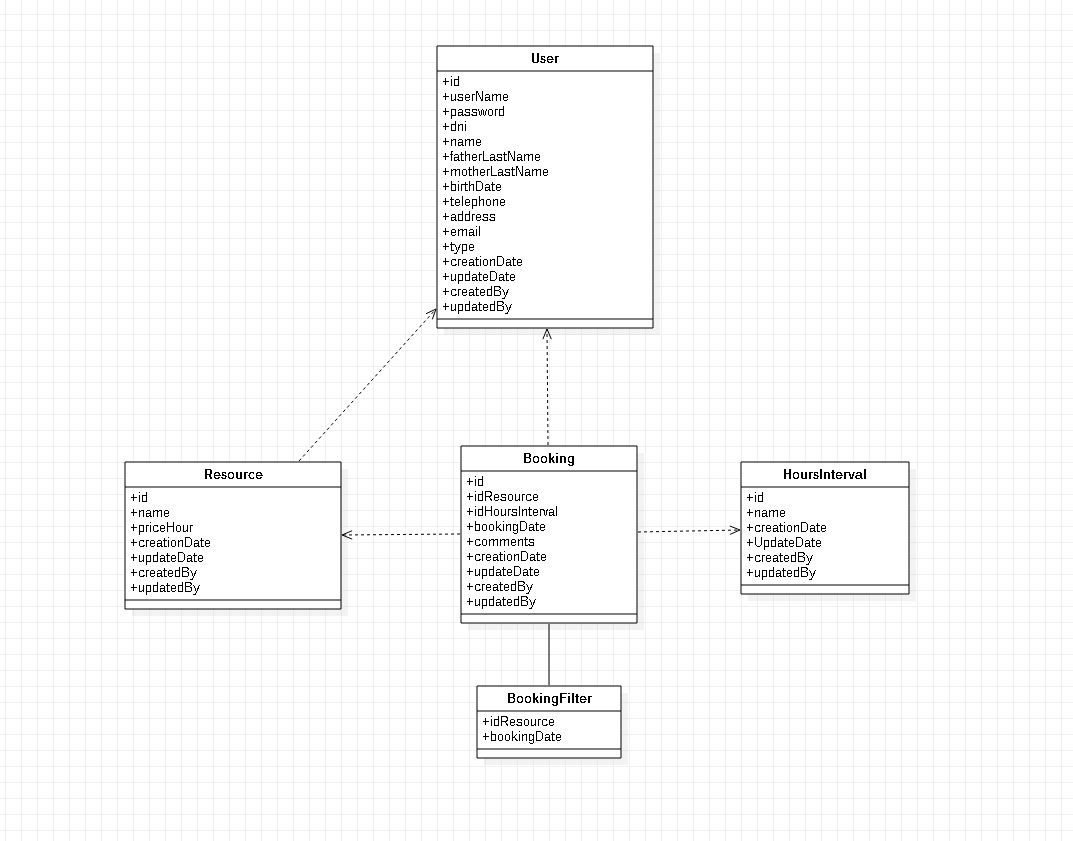 User
+id
+userName
+password
+dni
+name
+fatherLastName
+motherLastName
+birthDate
+telephone
+address
+email
+type
+creationDate
+updateDate
+createdBy
+updatedBy
Resource
+id
+name
+priceHour
+creationDate
+updateDate
+createdBy
+updatedBy
Booking
+id
+idResource
+idHoursInterval
+bookingDate
+comments
+creationDate
+updateDate
+createdBy
+updatedBy
HoursInterval
+id
+name
+creationDate
+UpdateDate
+createdBy
+updatedBy
BookingFilter
+idResource
+bookingDate